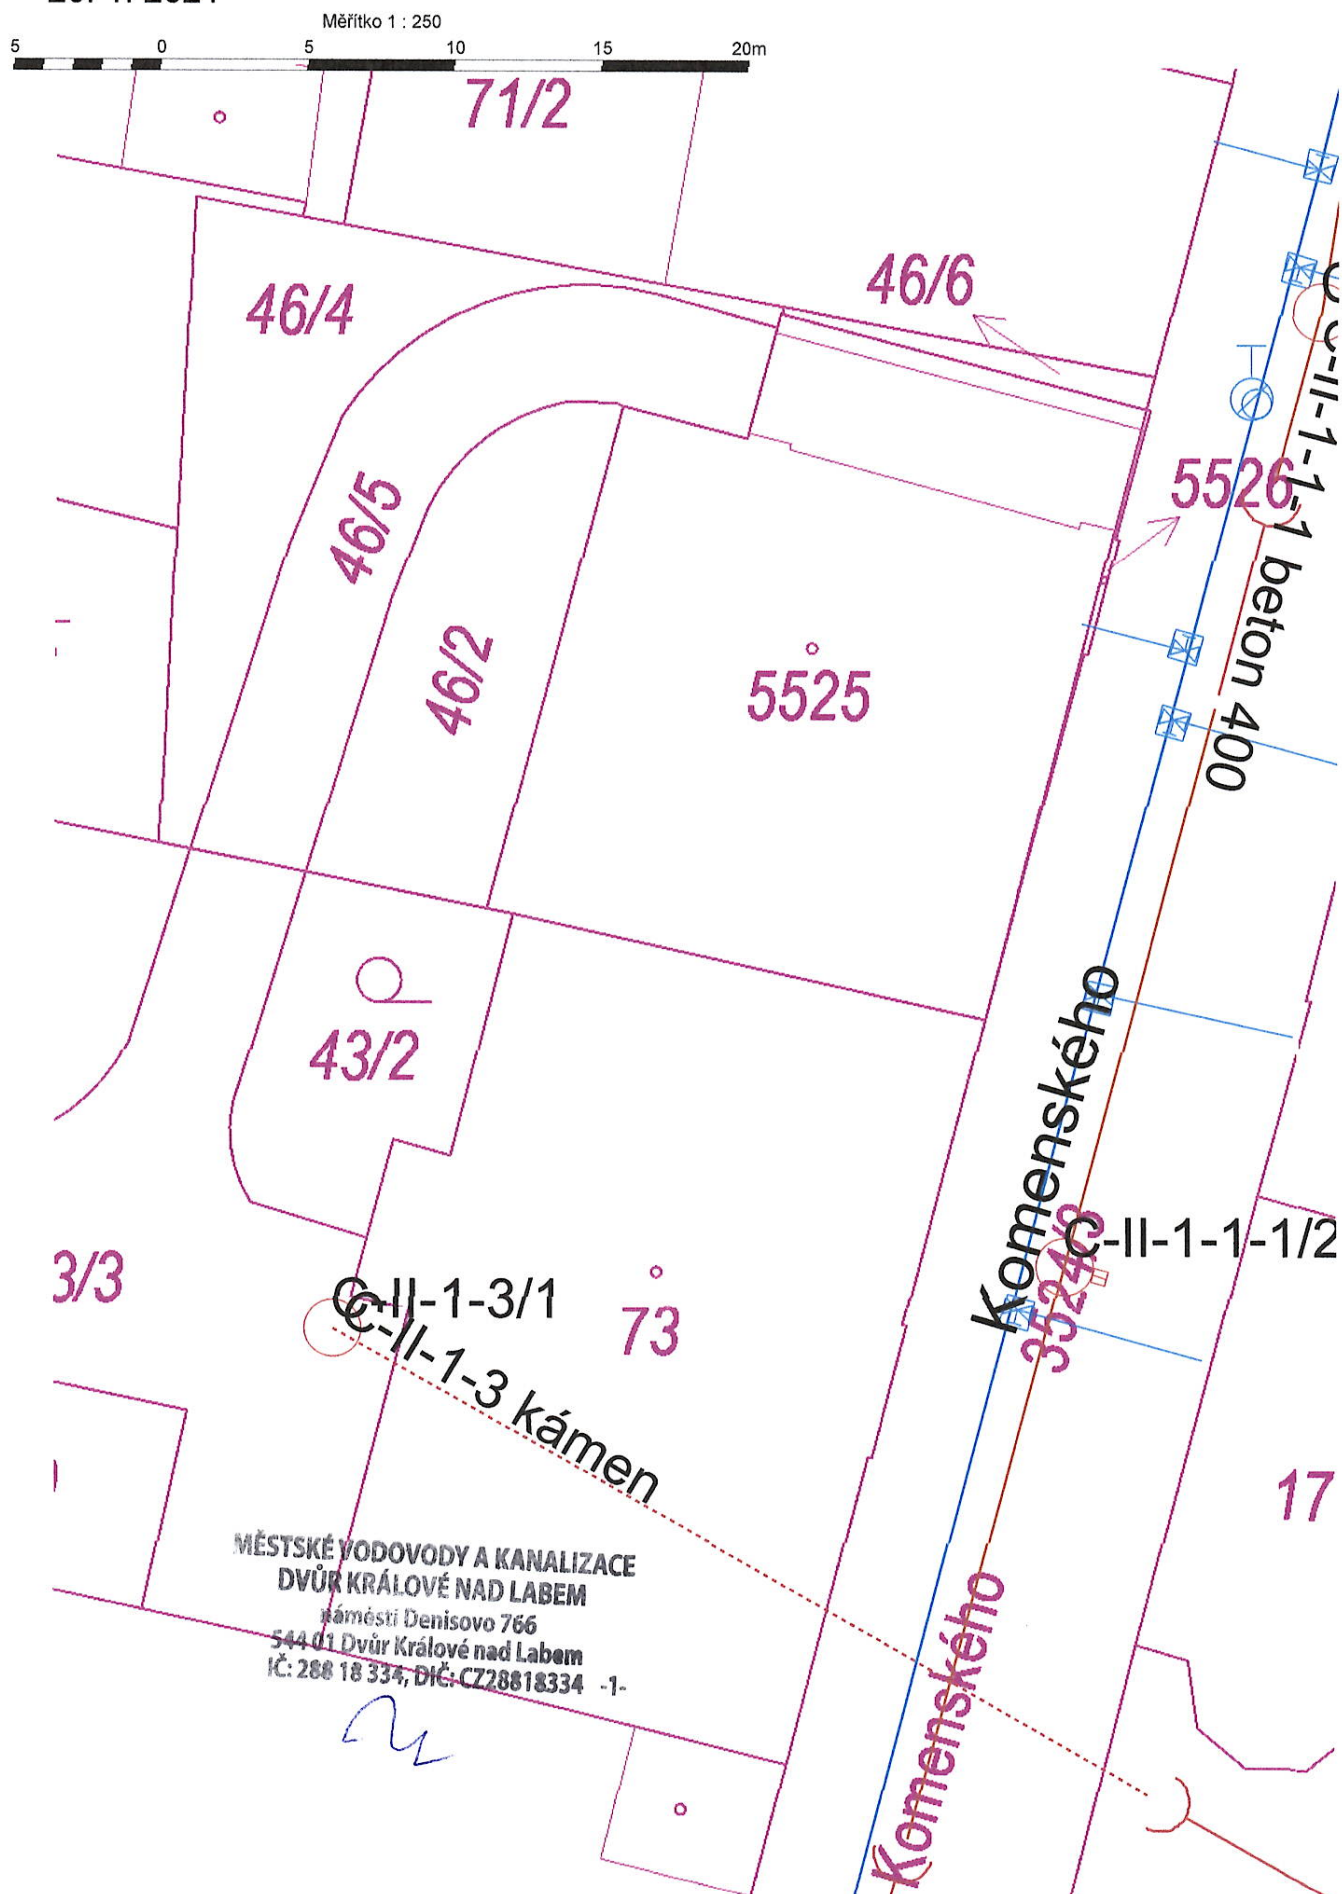 Měřítko 1 : 250
5 0 5 10 15 20m
71/2
46/4
46/6
46/5
5526
46/2
5525
C-II-1-1-1 beton 400
43/2
Komenského
3524/8
C-II-1-1-1/2
3/3
C-II-1-3/1
73
C-II-1-3 kámen
17
MĚSTSKÉ VODOVODY A KANALIZACE
DVŮR KRÁLOVÉ NAD LABEM
náměstí Denisovo 766
544 01 Dvůr Králové nad Labem
IČ: 288 18 334, DIČ: CZ28818334 -1-
Komenského